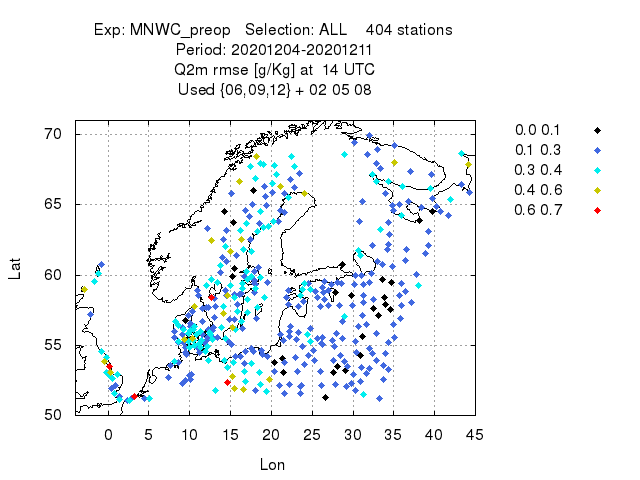 Exp: MNWC_preop Selection: ALL 404 stations
Period: 20201204-20201211
Q2m rmse [g/Kg] at 14 UTC
Used {06,09,12} + 02 05 08
0.0 0.1
0.1 0.3
0.3 0.4
0.4 0.6
0.6 0.7
70
65
60
55
50
Lat
0 5 10 15 20 25 30 35 40 45
Lon